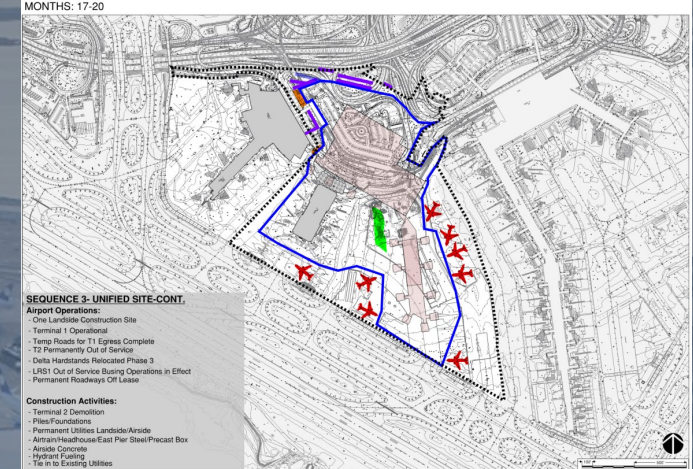 MONTHS: 17-20
SEQUENCE 3- UNIFIED SITE-CONT.
Airport Operations:
- One Landside Construction Site
- Terminal 1 Operational
- Temp Roads for T1 Egress Complete
- T2 Permanently Out of Service
- Delta Hardstands Relocated Phase 3
- LRS1 Out of Service Busing Operations in Effect
- Permanent Roadways Off Lease
Construction Activities:
- Terminal 2 Demolition
- Piles/Foundations
- Permanent Utilities Landside/Airside
- Airtrain/Headhouse/East Pier Steel/Precast Box
- Airside Concrete
- Hydrant Fueling
- Tie in to Existing Utilities